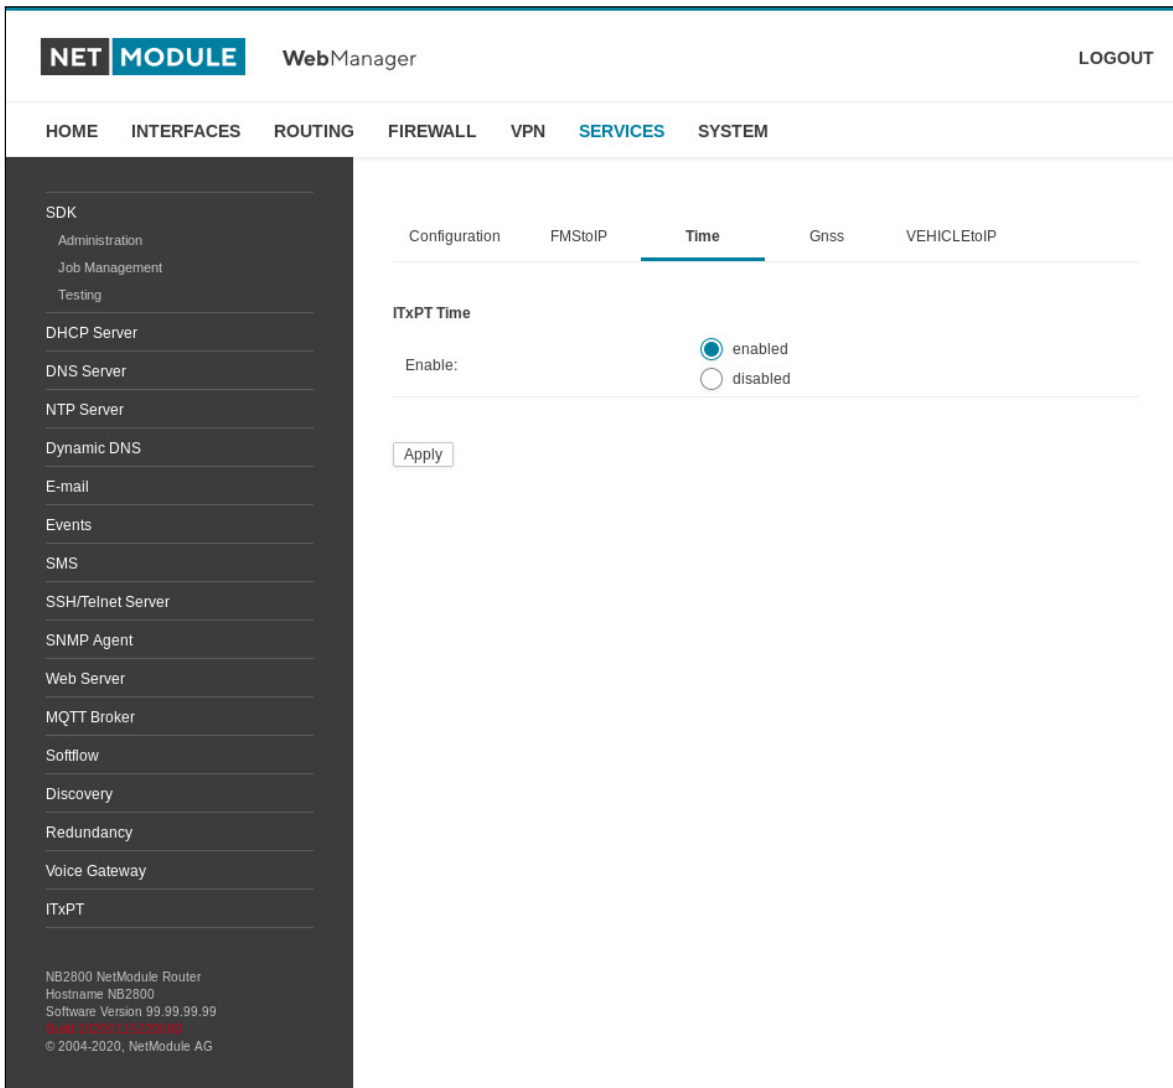 NET MODULE WebManager LOGOUT
HOME INTERFACES ROUTING FIREWALL VPN SERVICES SYSTEM
SDK
Administration
Job Management
Testing
DHCP Server
DNS Server
NTP Server
Dynamic DNS
E-mail
Events
SMS
SSH/Telnet Server
SNMP Agent
Web Server
MQTT Broker
Softflow
Discovery
Redundancy
Voice Gateway
ITxPT
NB2800 NetModule Router
Hostname NB2800
Software Version 99.99.99.99
Build
© 2004-2020, NetModule AG
Configuration FMStoIP Time Gnss VEHICLEtoIP
ITxPT Time
Enable:
enabled
disabled
Apply